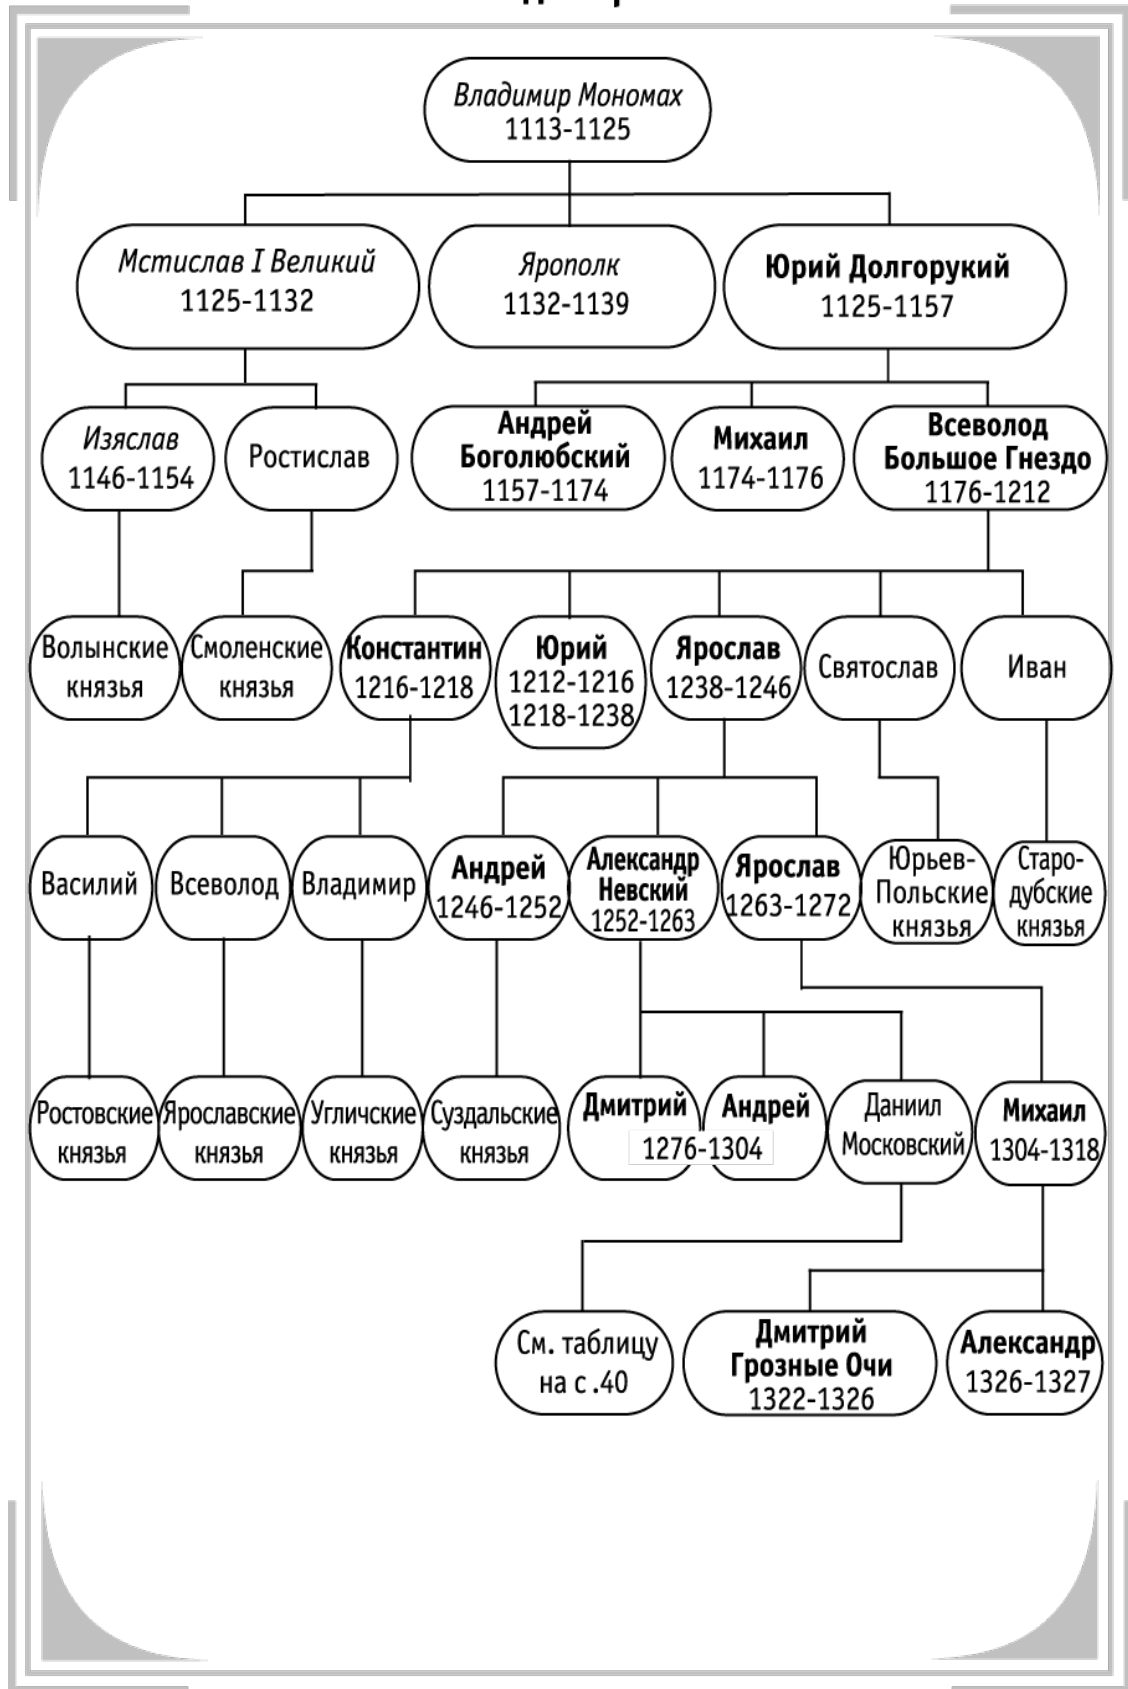 Владимир Мономах
1113-1125
Мстислав I Великий
1125-1132
Ярополк
1132-1139
Юрий Долгорукий
1125-1157
Изяслав
1146-1154
Ростислав
Андрей
Боголюбский
1157-1174
Михаил
1174-1176
Всеволод
Большое Гнездо
1176-1212
Волынские
князья
Смоленские
князья
Константин
1216-1218
Юрий
1212-1216
1218-1238
Ярослав
1238-1246
Святослав
Иван
Василий
Всеволод
Владимир
Андрей
1246-1252
Александр
Невский
1252-1263
Ярослав
1263-1272
Юрьев-
Польские
князья
Старо-
дубские
князья
Ростовские
князья
Ярославские
князья
Угличские
князья
Суздальские
князья
Дмитрий
Андрей
1276-1304
Даниил
Московский
Михаил
1304-1318
См. таблицу
на с .40
Дмитрий
Грозные Очи
1322-1326
Александр
1326-1327